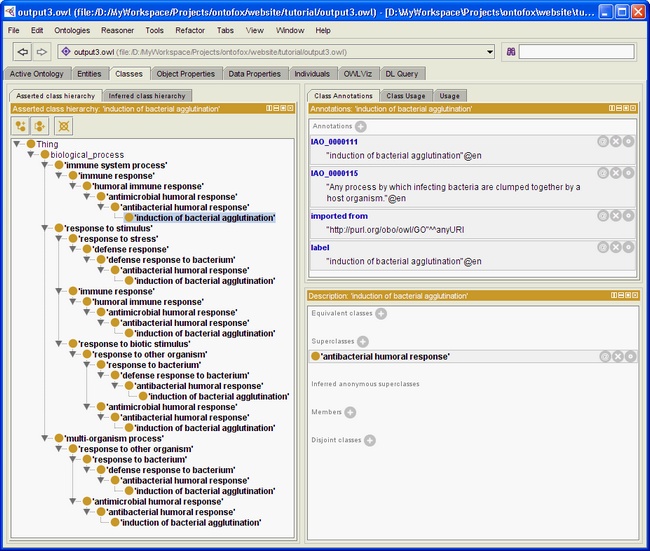 output3.owl (file:/D:/MyWorkspace/Projects/ontofox/website/tutorial/output3.owl) - [D:\MyWorkspace\Projects\ontofox\website\tu...
File Edit Ontologies Reasoner Tools Refactor Tabs View Window Help
output3.owl (file:/D:/MyWorkspace/Projects/ontofox/website/tutorial/output3.owl)
Active Ontology Entities Classes Object Properties Data Properties Individuals OWLViz DL Query
Asserted class hierarchy Inferred class hierarchy
Asserted class hierarchy: 'induction of bacterial agglutination'
Thing
biological_process
'immune system process'
'immune response'
'humoral immune response'
'antimicrobial humoral response'
'antibacterial humoral response'
'induction of bacterial agglutination'
'response to stimulus'
'response to stress'
'defense response'
'defense response to bacterium'
'antibacterial humoral response'
'induction of bacterial agglutination'
'immune response'
'humoral immune response'
'antimicrobial humoral response'
'antibacterial humoral response'
'induction of bacterial agglutination'
'response to biotic stimulus'
'response to other organism'
'response to bacterium'
'defense response to bacterium'
'antibacterial humoral response'
'induction of bacterial agglutination'
'antimicrobial humoral response'
'antibacterial humoral response'
'induction of bacterial agglutination'
'multi-organism process'
'response to other organism'
'response to bacterium'
'defense response to bacterium'
'antibacterial humoral response'
'induction of bacterial agglutination'
'antimicrobial humoral response'
'antibacterial humoral response'
'induction of bacterial agglutination'
Class Annotations Class Usage Usage
Annotations: 'induction of bacterial agglutination'
Annotations
IAO_0000111
"induction of bacterial agglutination"@en
IAO_0000115
"Any process by which infecting bacteria are clumped together by a
host organism."@en
imported from
"http://purl.org/obo/owl/GO"^^anyURI
label
"induction of bacterial agglutination"@en
Description: 'induction of bacterial agglutination'
Equivalent classes
Superclasses
'antibacterial humoral response'
Inferred anonymous superclasses
Members
Disjoint classes